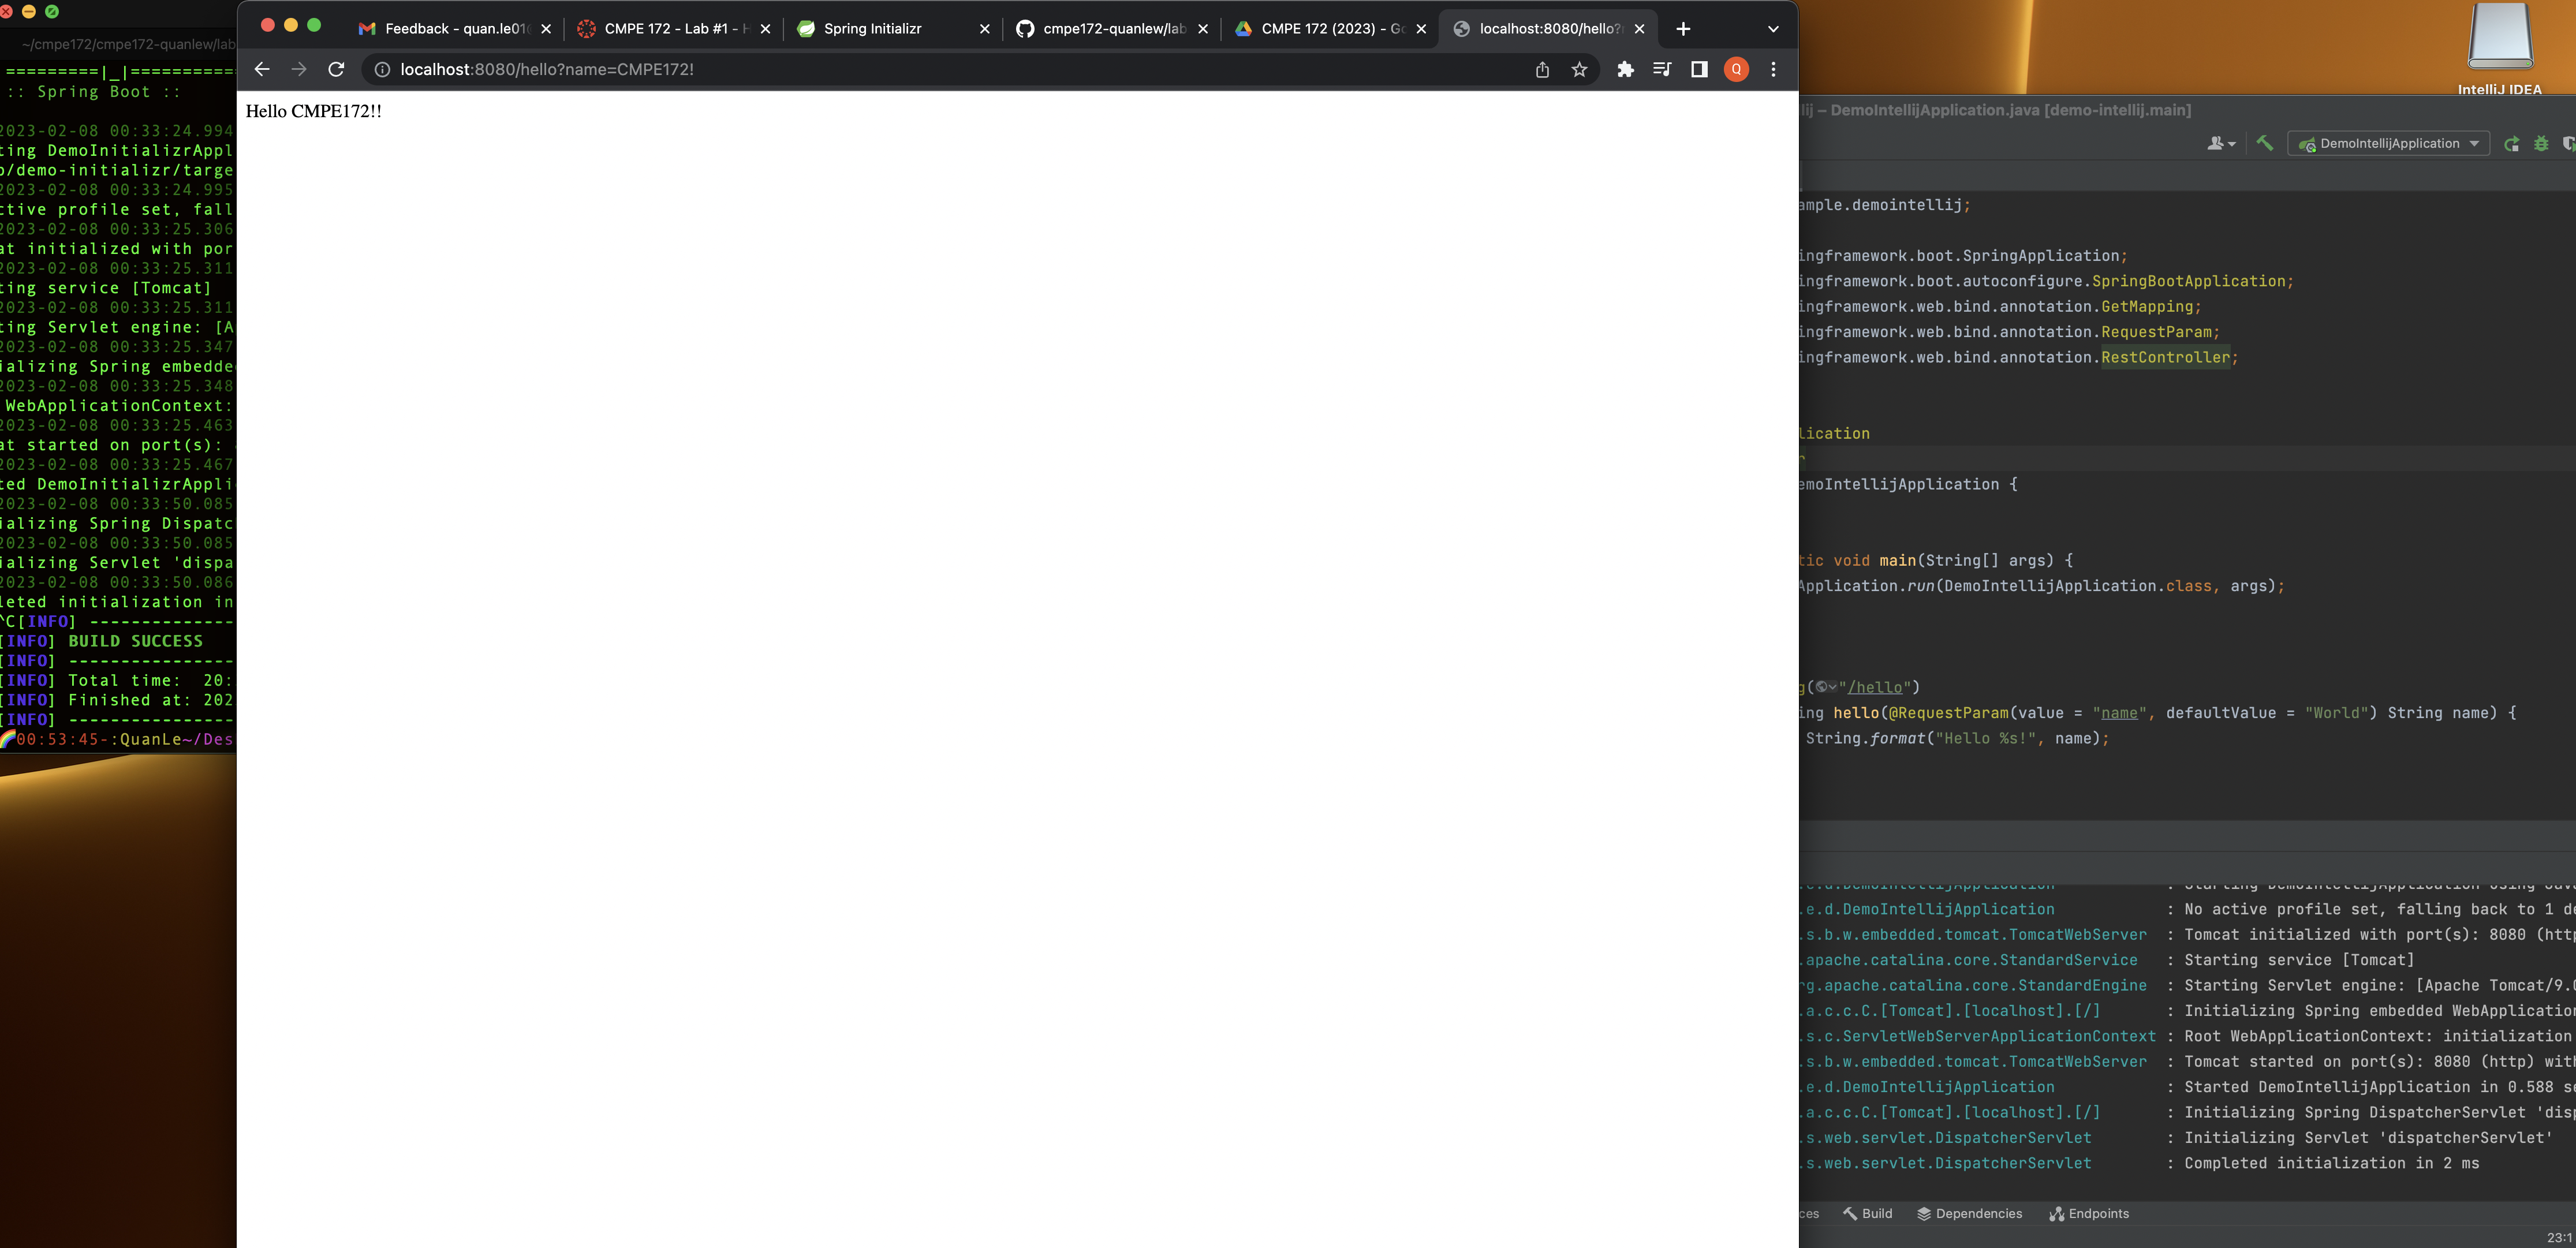 ~/cmpe172/cmpe172-quanlew/lab
=========|_|===========
:: Spring Boot ::
2023-02-08 00:33:24.994
ting DemoInitializrAppl
o/demo-initializr/targe
2023-02-08 00:33:24.995
ctive profile set, fall
2023-02-08 00:33:25.306
at initialized with por
2023-02-08 00:33:25.311
ting service [Tomcat]
2023-02-08 00:33:25.311
ting Servlet engine: [A
2023-02-08 00:33:25.347
ializing Spring embedde
2023-02-08 00:33:25.348
WebApplicationContext:
2023-02-08 00:33:25.463
at started on port(s):
2023-02-08 00:33:25.467
ted DemoInitializrAppli
2023-02-08 00:33:50.085
ializing Spring Dispatc
2023-02-08 00:33:50.085
ializing Servlet 'dispa
2023-02-08 00:33:50.086
leted initialization in
^C[INFO] --------------
[INFO] BUILD SUCCESS
[INFO] ----------------
[INFO] Total time:  20:
[INFO] Finished at: 202
[INFO] ----------------
00:53:45-:QuanLe~/Des
Feedback - quan.le01
CMPE 172 - Lab #1 - H
Spring Initializr
cmpe172-quanlew/lab
CMPE 172 (2023) - Go
localhost:8080/hello?
localhost:8080/hello?name=CMPE172!
Q
Hello CMPE172!!
IntelliJ IDEA
lij – DemoIntellijApplication.java [demo-intellij.main]
DemoIntellijApplication
ample.demointellij;
ingframework.boot.SpringApplication;
ingframework.boot.autoconfigure.SpringBootApplication;
ingframework.web.bind.annotation.GetMapping;
ingframework.web.bind.annotation.RequestParam;
ingframework.web.bind.annotation.RestController;
lication
r
emoIntellijApplication {
tic void main(String[] args) {
Application.run(DemoIntellijApplication.class, args);
g("/hello")
ing hello(@RequestParam(value = "name", defaultValue = "World") String name) {
String.format("Hello %s!", name);
.e.d.DemoIntellijApplication : Starting DemoIntellijApplication using Java
.e.d.DemoIntellijApplication : No active profile set, falling back to 1 de
.s.b.w.embedded.tomcat.TomcatWebServer : Tomcat initialized with port(s): 8080 (http
.apache.catalina.core.StandardService : Starting service [Tomcat]
rg.apache.catalina.core.StandardEngine : Starting Servlet engine: [Apache Tomcat/9.0
.a.c.c.C.[Tomcat].[localhost].[/] : Initializing Spring embedded WebApplication
.s.c.ServletWebServerApplicationContext : Root WebApplicationContext: initialization
.s.b.w.embedded.tomcat.TomcatWebServer : Tomcat started on port(s): 8080 (http) with
.e.d.DemoIntellijApplication : Started DemoIntellijApplication in 0.588 se
.a.c.c.C.[Tomcat].[localhost].[/] : Initializing Spring DispatcherServlet 'disp
.s.web.servlet.DispatcherServlet : Initializing Servlet 'dispatcherServlet'
.s.web.servlet.DispatcherServlet : Completed initialization in 2 ms
ces Build Dependencies Endpoints
23:1